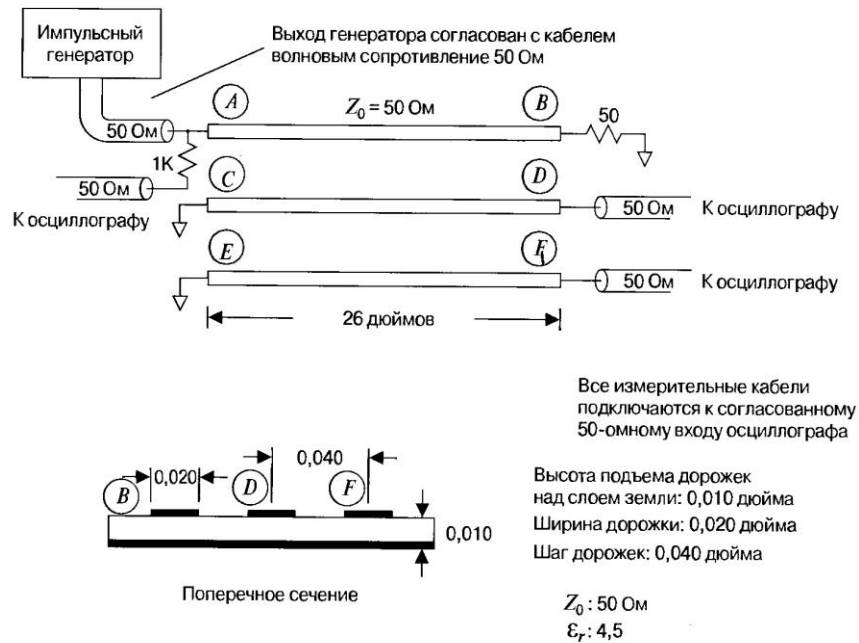 Импульсный
генератор
Выход генератора согласован с кабелем
волновым сопротивление 50 Ом
A
Z₀ = 50 Ом
B
50
50 Ом
1K
50 Ом
К осциллографу
C
D
50 Ом
К осциллографу
E
F
50 Ом
К осциллографу
26 дюймов
Все измерительные кабели
подключаются к согласованному
50-омному входу осциллографа
0,020
0,040
B
D
F
0,010
Поперечное сечение
Высота подъема дорожек
над слоем земли: 0,010 дюйма
Ширина дорожки: 0,020 дюйма
Шаг дорожек: 0,040 дюйма
Z₀ : 50 Ом
εᵣ : 4,5